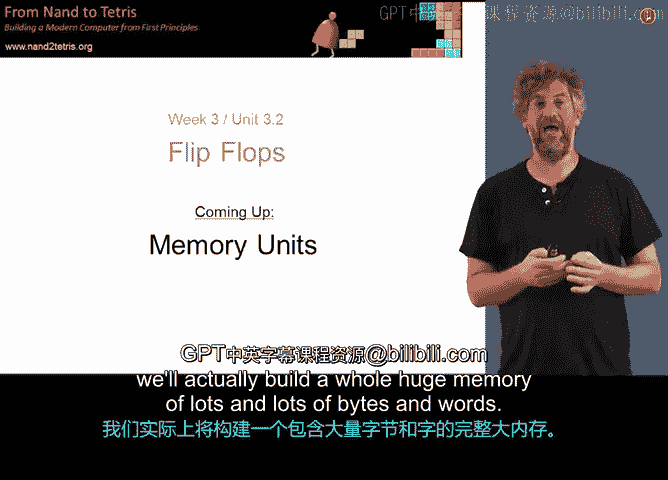 From Nand to Tetris
Building a Modern Computer from First Principles
www.nand2tetris.org
GPT中英字幕课程资源@bilibili.com
Week 3 / Unit 3.2
Flip Flops
Coming Up:
Memory Units
GPT中英字幕课程资源@bilibili.com
we'll actually build a whole huge memory
of lots and lots of bytes and words.
我们实际上将构建一个包含大量字节和字的完整大内存。